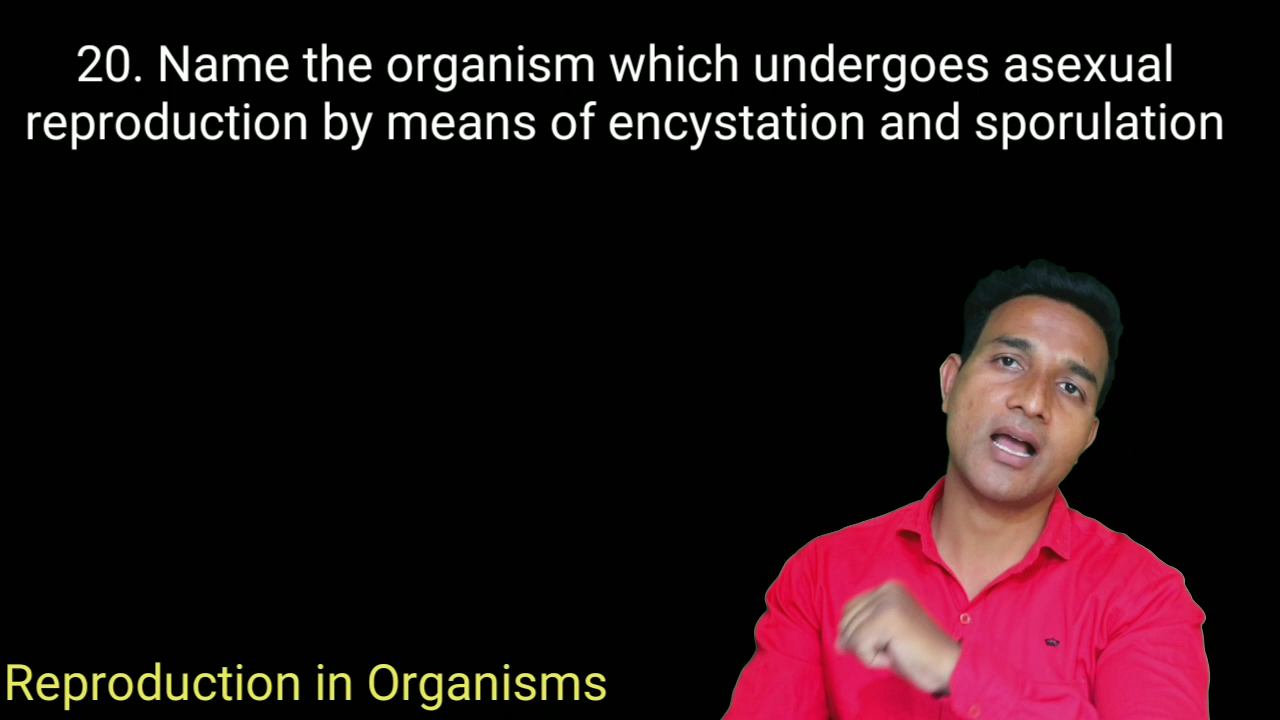 20. Name the organism which undergoes asexual
reproduction by means of encystation and sporulation
Reproduction in Organisms